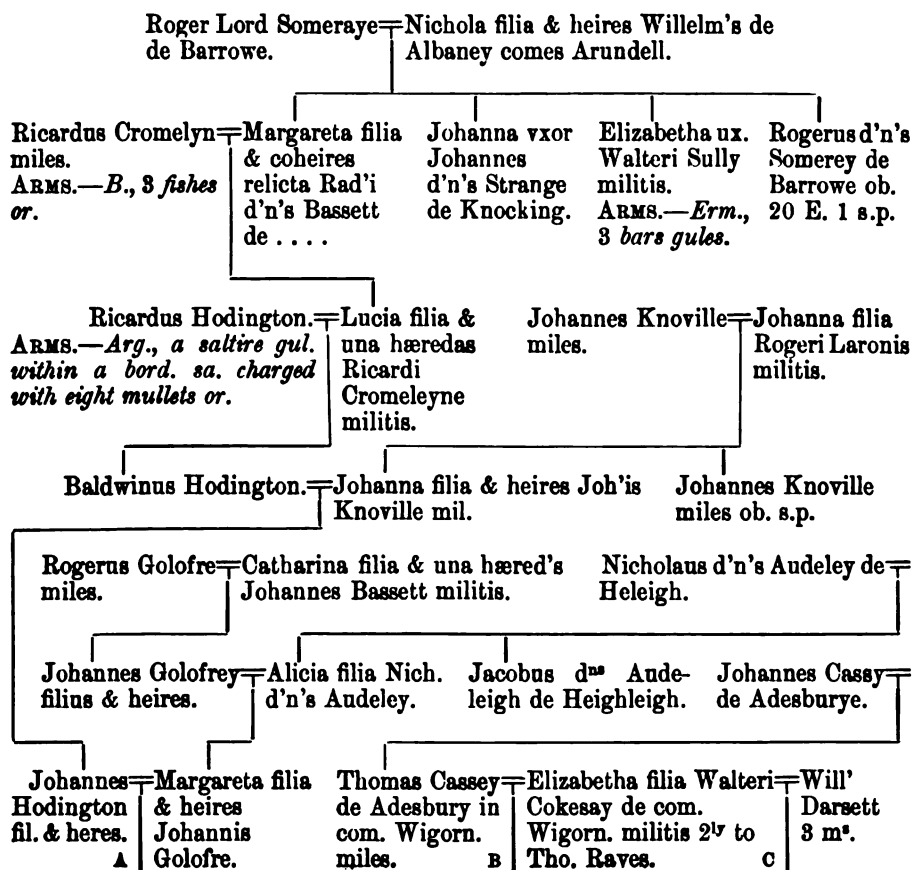 Roger Lord Someraye=Nichola filia & heires Willelm's de
de Barrowe. Albaney comes Arundell.
Ricardus Cromelyn=Margareta filia
miles. & coheires
ARMS.—B., 3 fishes relicta Rad'i
or. d'n's Bassett
de . . . .
Johanna vxor
Johannes
d'n's Strange
de Knocking.
Elizabetha ux.
Walteri Sully
militis.
ARMS.—Erm.,
3 bars gules.
Rogerus d'n's
Somerey de
Barrowe ob.
20 E. 1 s.p.
Ricardus Hodington.=Lucia filia &
ARMS.—Arg., a saltire gul. una hæredas
within a bord. sa. charged Ricardi
with eight mullets or. Cromeleyne
militis.
Johannes Knoville=Johanna filia
miles. Rogeri Laronis
militis.
Baldwinus Hodington.=Johanna filia & heires Joh'is
Knoville mil.
Johannes Knoville
miles ob. s.p.
Rogerus Golofre=Catharina filia & una hæred's
miles. Johannes Bassett militis.
Nicholaus d'n's Audeley de=
Heleigh.
Johannes Golofrey=Alicia filia Nich.
filius & heires. d'n's Audeley.
Jacobus dns Aude-
leigh de Heighleigh.
Johannes Cassy=
de Adesburye.
Johannes=Margareta filia
Hodington & heires
fil. & heres. Johannis
A Golofre.
Thomas Cassey=Elizabetha filia Walteri=Will'
de Adesbury in Cokesay de com. Darsett
com. Wigorn. Wigorn. militis 2ly to 3 ms.
miles. B Tho. Raves. C